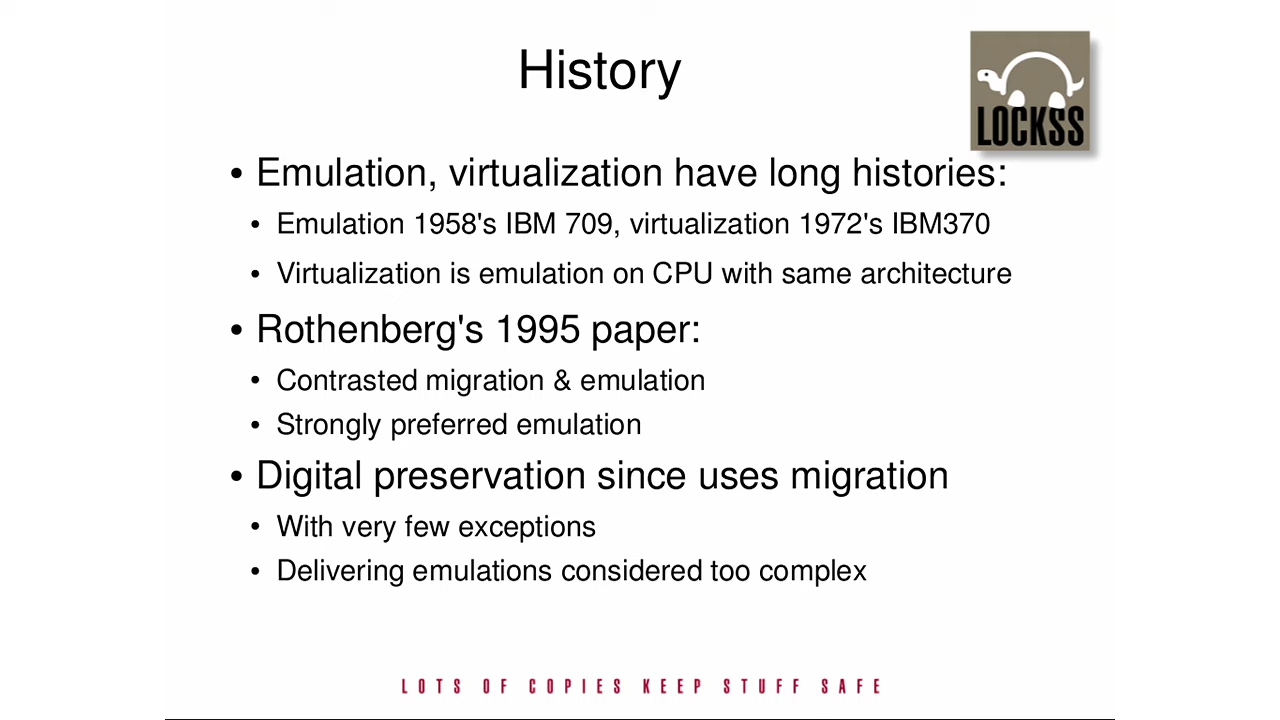 History
LOCKSS
• Emulation, virtualization have long histories:
• Emulation 1958's IBM 709, virtualization 1972's IBM370
• Virtualization is emulation on CPU with same architecture
• Rothenberg's 1995 paper:
• Contrasted migration & emulation
• Strongly preferred emulation
• Digital preservation since uses migration
• With very few exceptions
• Delivering emulations considered too complex
LOTS OF COPIES KEEP STUFF SAFE